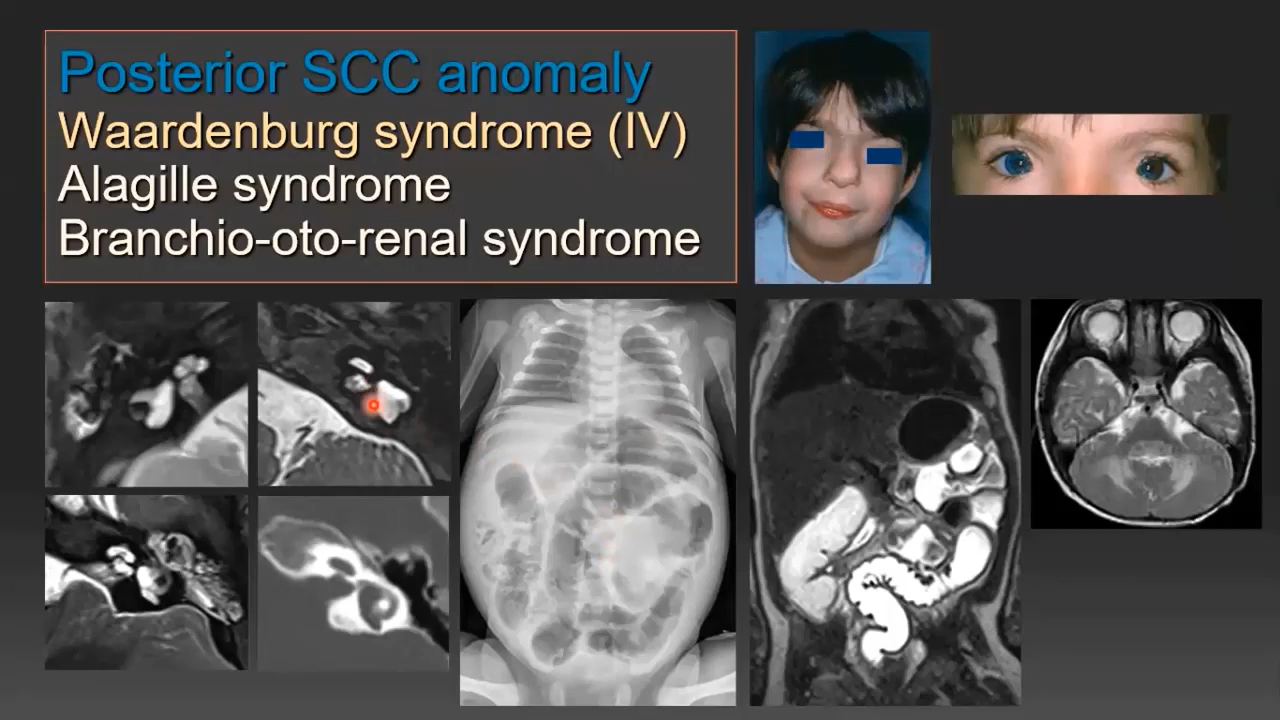 Posterior SCC anomaly
Waardenburg syndrome (IV)
Alagille syndrome
Branchio-oto-renal syndrome